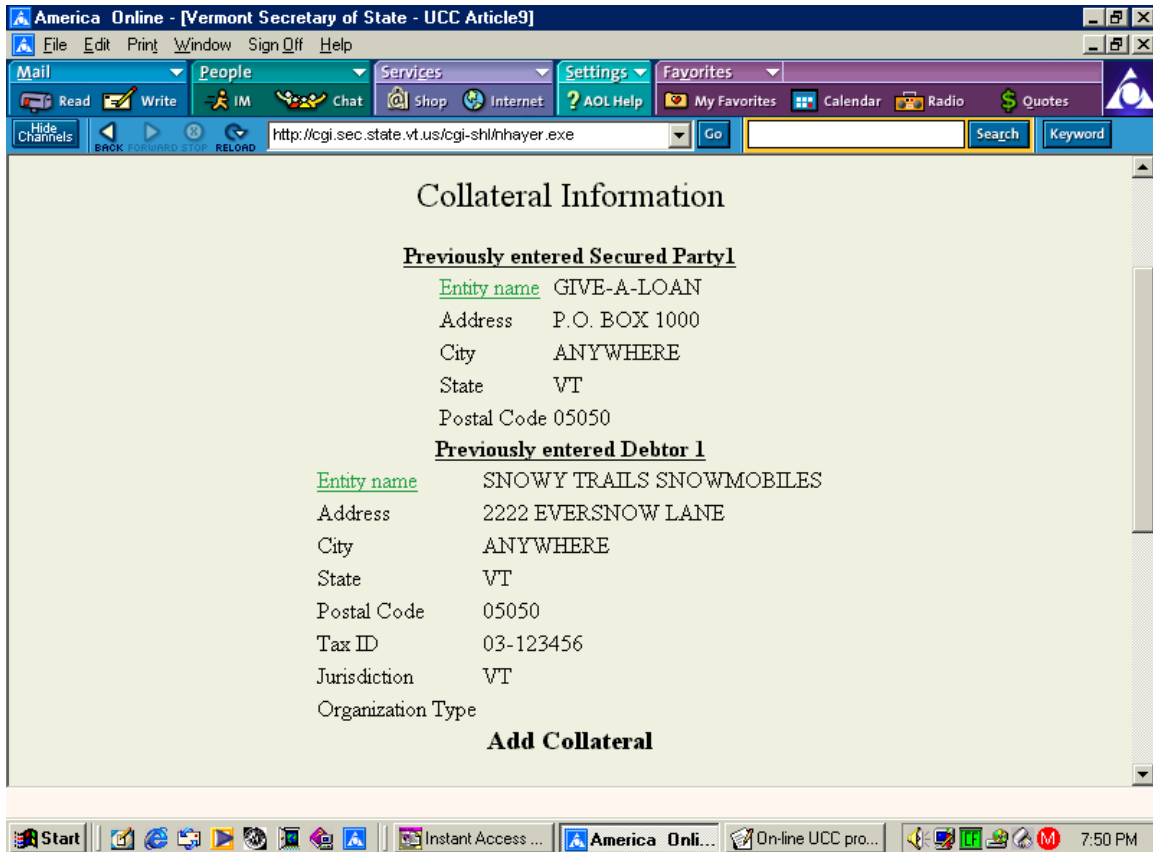 America Online - [Vermont Secretary of State - UCC Article9]
File Edit Print Window Sign Off Help
Mail People Services Settings Favorites
Read Write IM Chat Shop Internet AOL Help My Favorites Calendar Radio Quotes
Hide Channels BACK FORWARD STOP RELOAD http://cgi.sec.state.vt.us/cgi-shl/nhayer.exe Go Search Keyword
Collateral Information
Previously entered Secured Party1
Entity name GIVE-A-LOAN
Address P.O. BOX 1000
City ANYWHERE
State VT
Postal Code 05050
Previously entered Debtor 1
Entity name SNOWY TRAILS SNOWMOBILES
Address 2222 EVERSNOW LANE
City ANYWHERE
State VT
Postal Code 05050
Tax ID 03-123456
Jurisdiction VT
Organization Type
Add Collateral
Start Instant Access ... America Onli... On-line UCC pro... CF M 7:50 PM